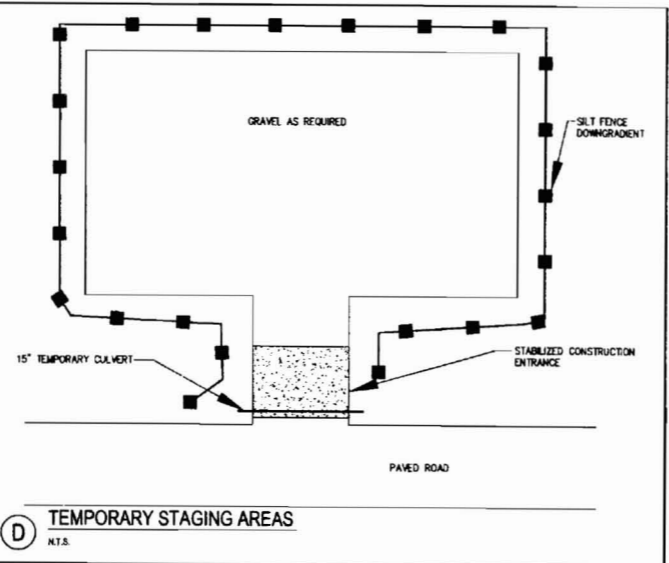 GRAVEL AS REQUIRED
SILT FENCE
DOWNGRADIENT
15" TEMPORARY CULVERT
STABILIZED CONSTRUCTION
ENTRANCE
PAVED ROAD
D TEMPORARY STAGING AREAS
N.T.S.